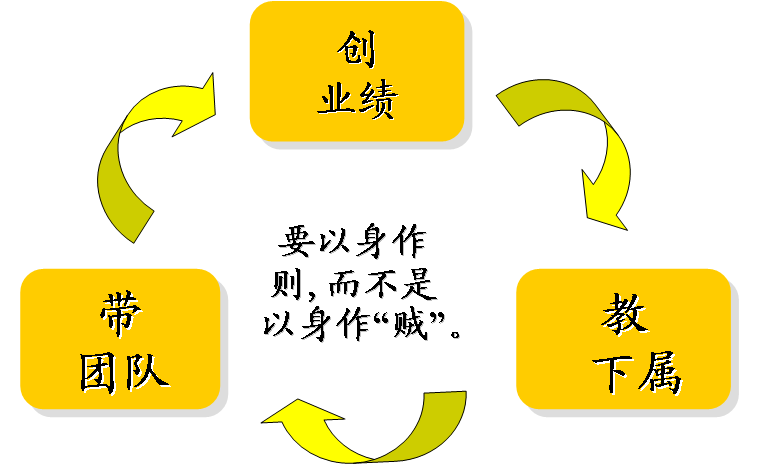 创
业绩
要以身作
则,而不是
以身作“贼”。
带
团队
教
下属